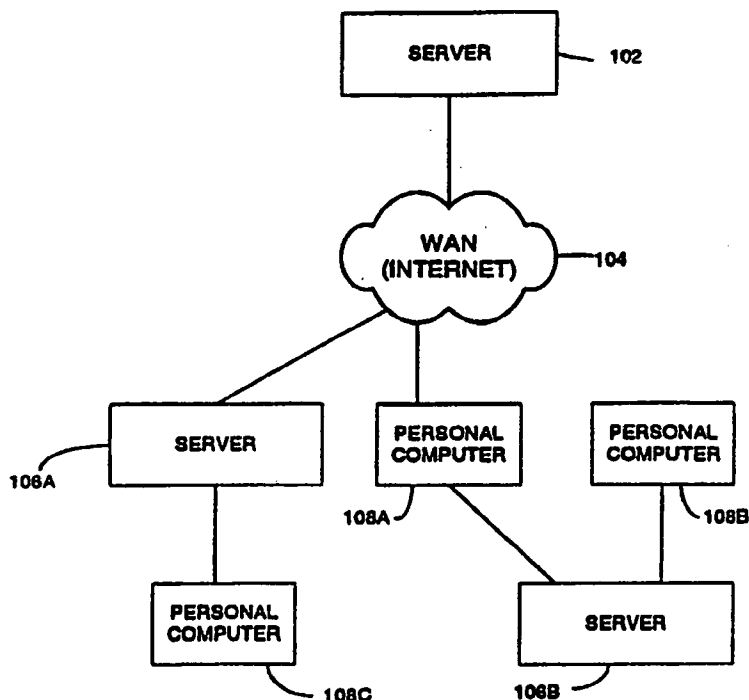 SERVER
102
WAN
(INTERNET)
104
SERVER
106A
PERSONAL
COMPUTER
108A
PERSONAL
COMPUTER
108B
PERSONAL
COMPUTER
108C
SERVER
106B